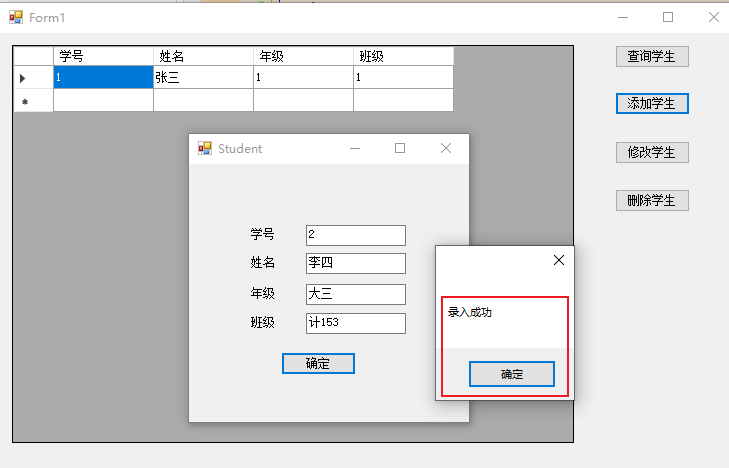 Form1
学号 姓名 年级 班级
1 张三 1 1
查询学生
添加学生
修改学生
删除学生
Student
学号 2
姓名 李四
年级 大三
班级 计153
确定
录入成功
确定